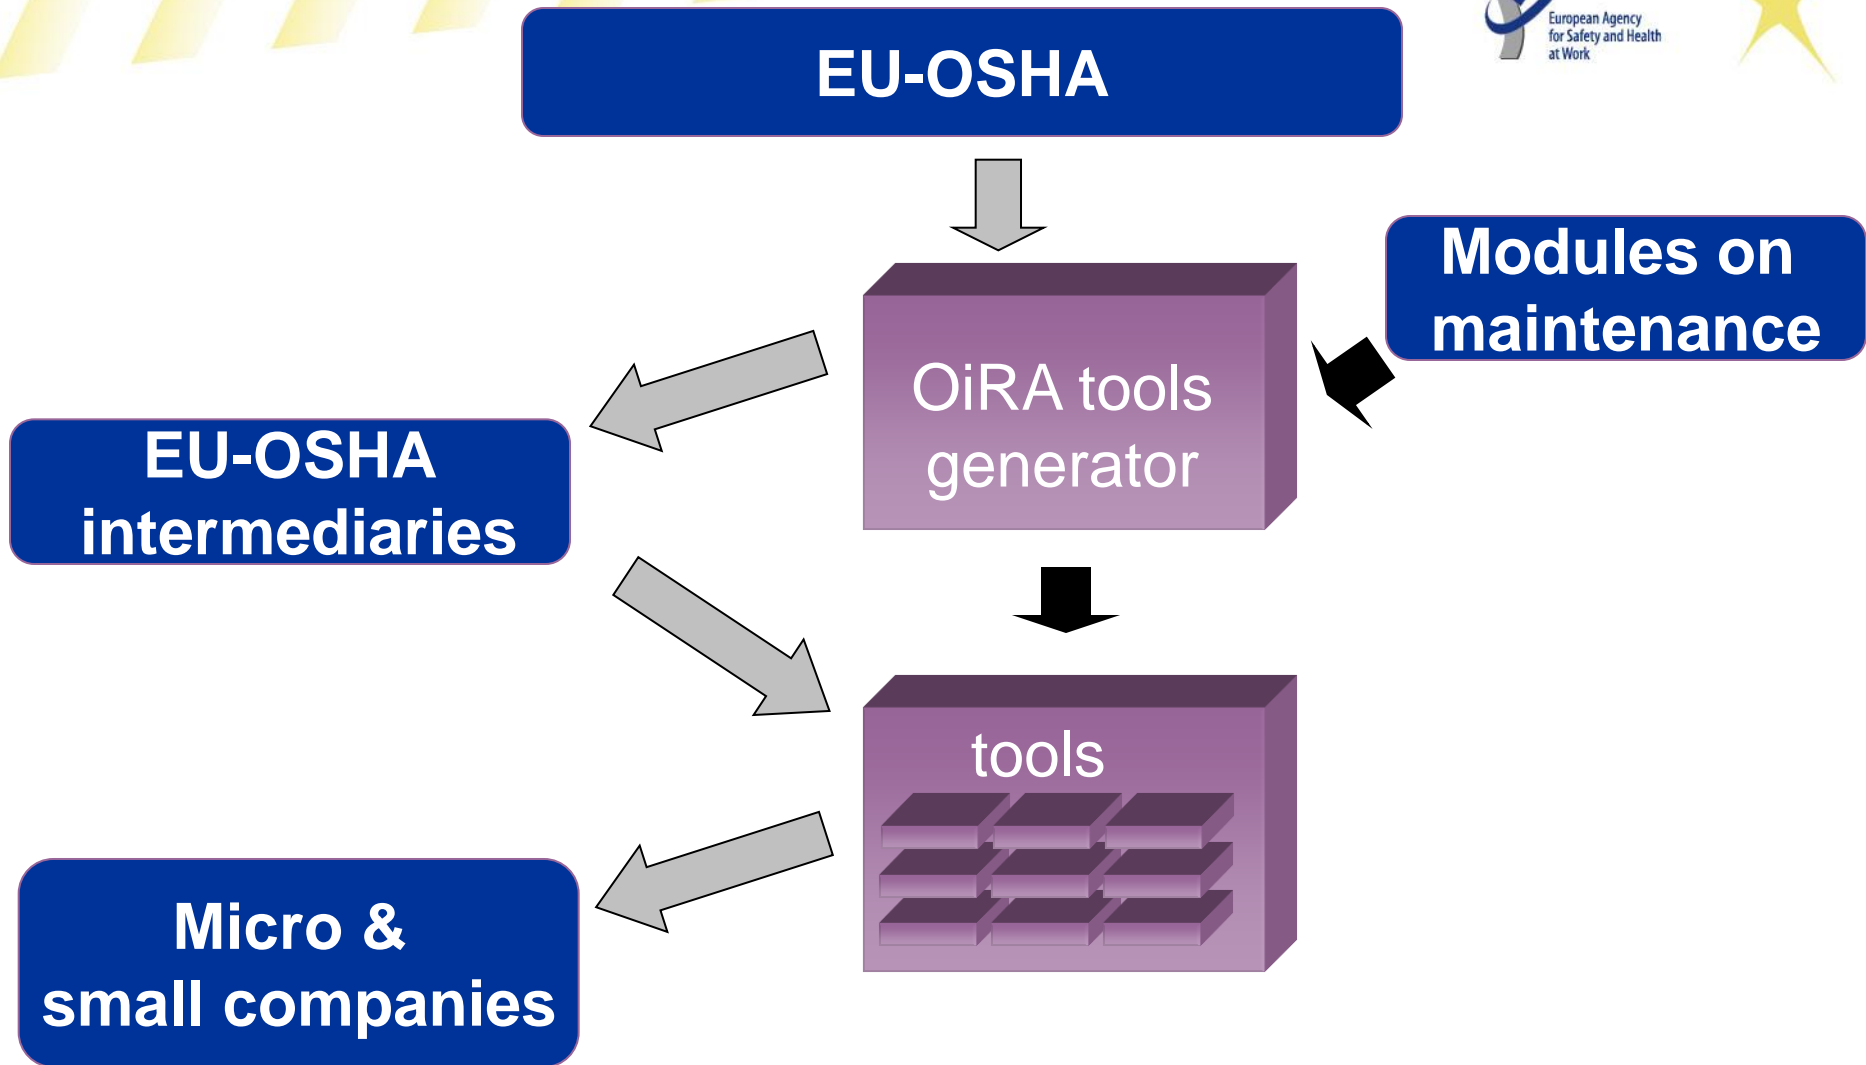 European Agency
for Safety and Health
at Work
EU-OSHA
Modules on
maintenance
OiRA tools
generator
EU-OSHA
intermediaries
tools
Micro &
small companies